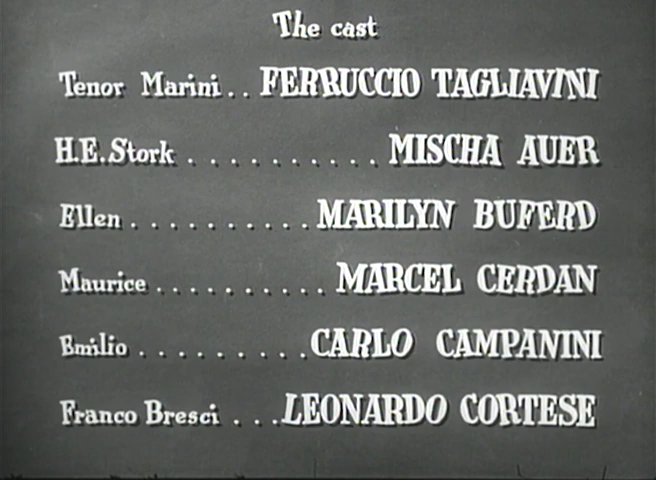 The cast
Tenor Marini.. FERRUCCIO TAGLIAVINI
H.E.Stork .......... MISCHA AUER
Ellen .......... MARILYN BUFERD
Maurice .......... MARCEL CERDAN
Emilio .......... CARLO CAMPANINI
Franco Bresci ... LEONARDO CORTESE